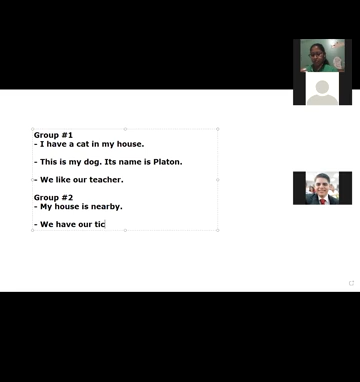 Group #1
- I have a cat in my house.
- This is my dog. Its name is Platon.
- We like our teacher.
Group #2
- My house is nearby.
- We have our tic